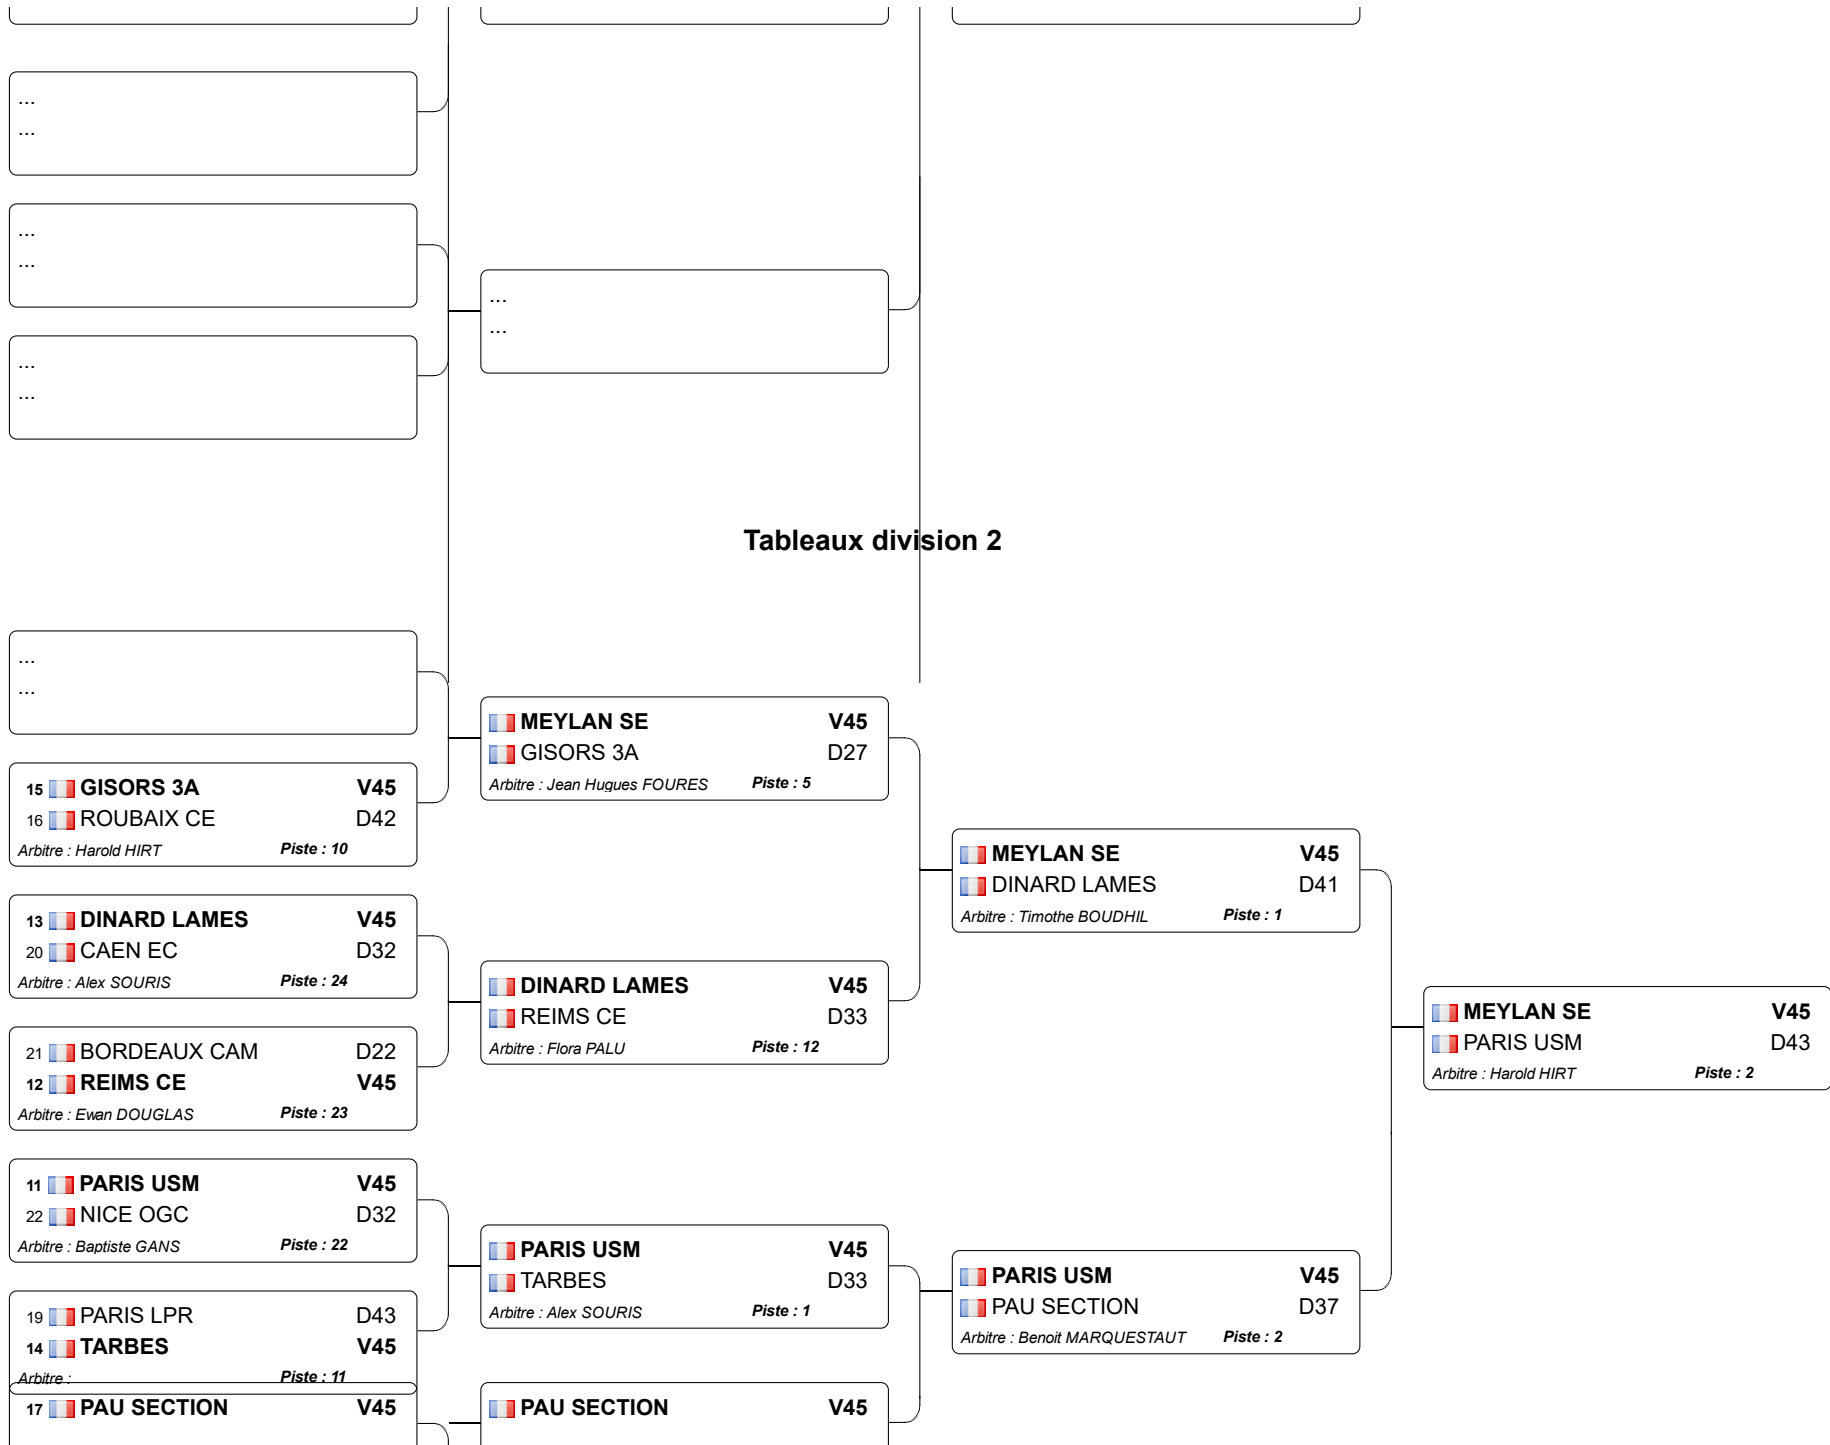 ...
...
...
...
...
...
...
...
Tableaux division 2
...
...
15 GISORS 3A V45
16 ROUBAIX CE D42
Arbitre : Harold HIRT Piste : 10
13 DINARD LAMES V45
20 CAEN EC D32
Arbitre : Alex SOURIS Piste : 24
21 BORDEAUX CAM D22
12 REIMS CE V45
Arbitre : Ewan DOUGLAS Piste : 23
11 PARIS USM V45
22 NICE OGC D32
Arbitre : Baptiste GANS Piste : 22
19 PARIS LPR D43
14 TARBES V45
Arbitre : Piste : 11
17 PAU SECTION V45
MEYLAN SE V45
GISORS 3A D27
Arbitre : Jean Hugues FOURES Piste : 5
DINARD LAMES V45
REIMS CE D33
Arbitre : Flora PALU Piste : 12
PARIS USM V45
TARBES D33
Arbitre : Alex SOURIS Piste : 1
PAU SECTION V45
MEYLAN SE V45
DINARD LAMES D41
Arbitre : Timothe BOUDHIL Piste : 1
PARIS USM V45
PAU SECTION D37
Arbitre : Benoit MARQUESTAUT Piste : 2
MEYLAN SE V45
PARIS USM D43
Arbitre : Harold HIRT Piste : 2